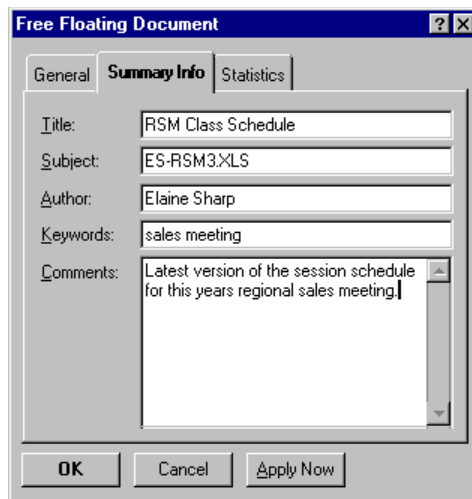 Free Floating Document
General Summary Info Statistics
Title: RSM Class Schedule
Subject: ES-RSM3.XLS
Author: Elaine Sharp
Keywords: sales meeting
Comments: Latest version of the session schedule
for this years regional sales meeting.
OK Cancel Apply Now